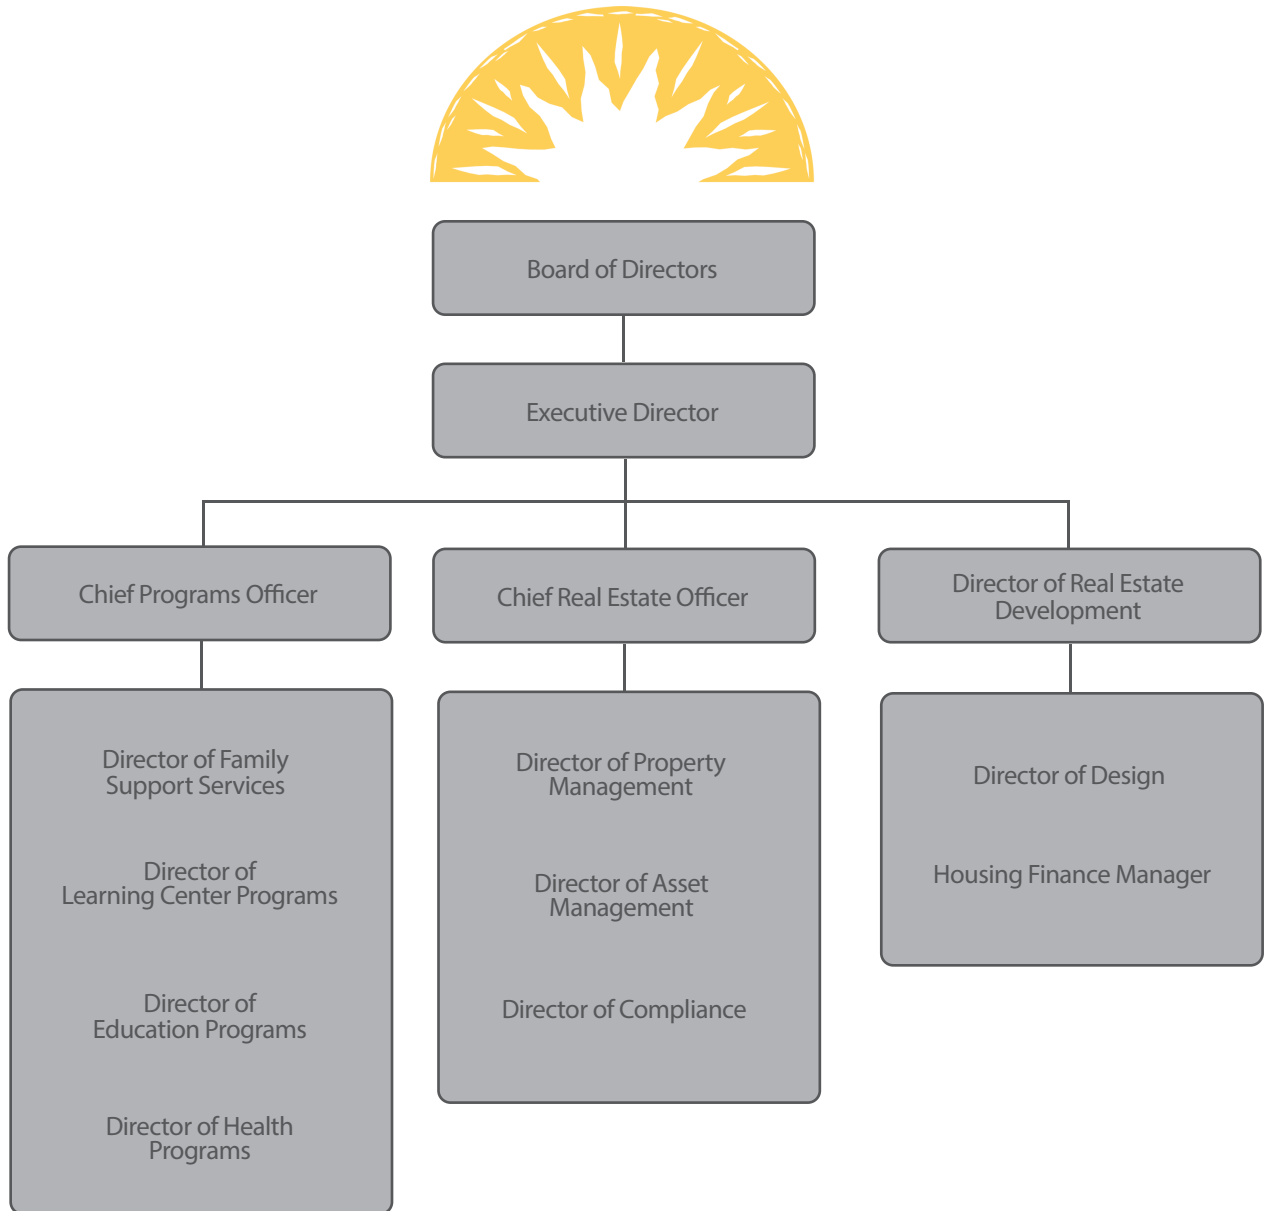 Board of Directors
Executive Director
Chief Programs Officer
Chief Real Estate Officer
Director of Real Estate
Development
Director of Family
Support Services
Director of
Learning Center Programs
Director of
Education Programs
Director of Health
Programs
Director of Property
Management
Director of Asset
Management
Director of Compliance
Director of Design
Housing Finance Manager